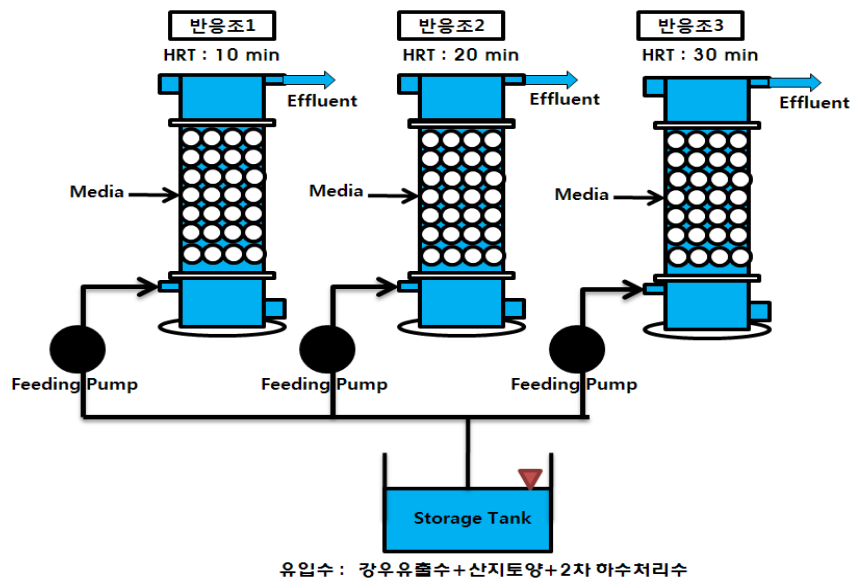 반응조1
HRT : 10 min
Effluent
Media
Feeding Pump
반응조2
HRT : 20 min
Effluent
Media
Feeding Pump
반응조3
HRT : 30 min
Effluent
Media
Feeding Pump
Storage Tank
유입수 : 강우유출수+산지토양+2차 하수처리수